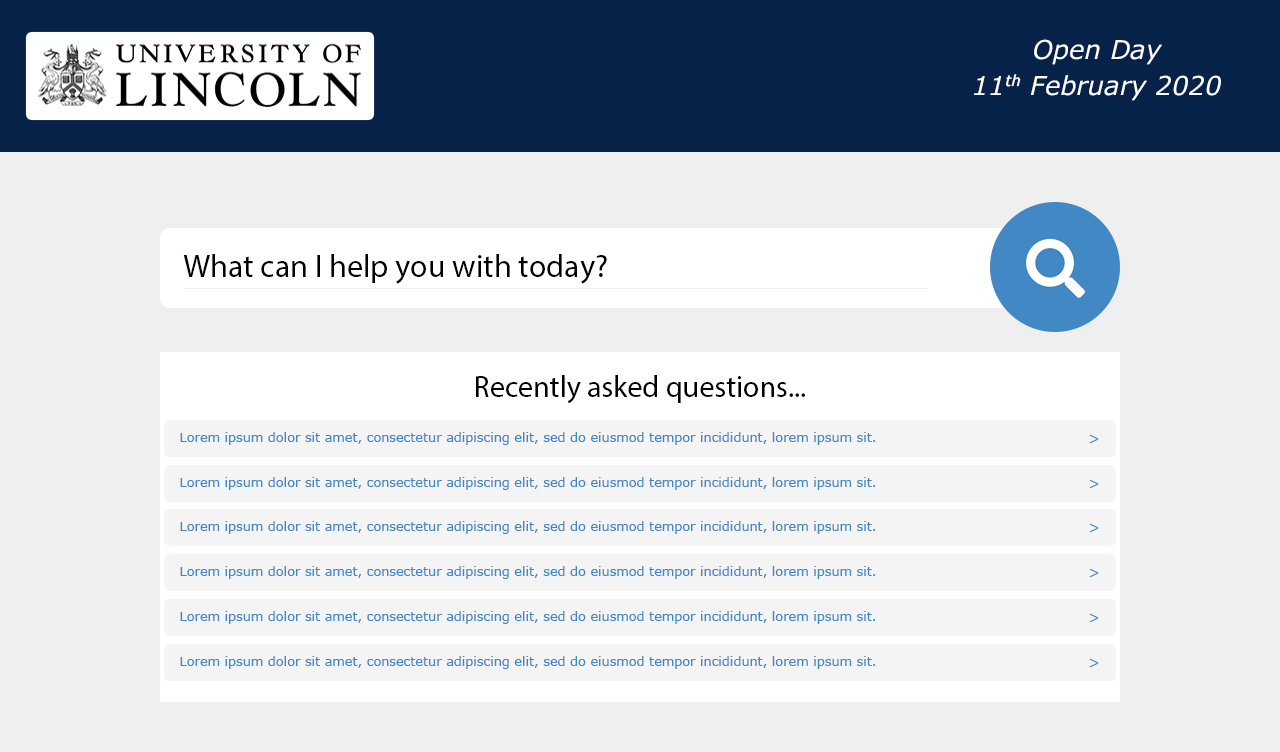 UNIVERSITY OF
LINCOLN
Open Day
11th February 2020
What can I help you with today?
Recently asked questions...
Lorem ipsum dolor sit amet, consectetur adipiscing elit, sed do eiusmod tempor incididunt, lorem ipsum sit. >
Lorem ipsum dolor sit amet, consectetur adipiscing elit, sed do eiusmod tempor incididunt, lorem ipsum sit. >
Lorem ipsum dolor sit amet, consectetur adipiscing elit, sed do eiusmod tempor incididunt, lorem ipsum sit. >
Lorem ipsum dolor sit amet, consectetur adipiscing elit, sed do eiusmod tempor incididunt, lorem ipsum sit. >
Lorem ipsum dolor sit amet, consectetur adipiscing elit, sed do eiusmod tempor incididunt, lorem ipsum sit. >
Lorem ipsum dolor sit amet, consectetur adipiscing elit, sed do eiusmod tempor incididunt, lorem ipsum sit. >